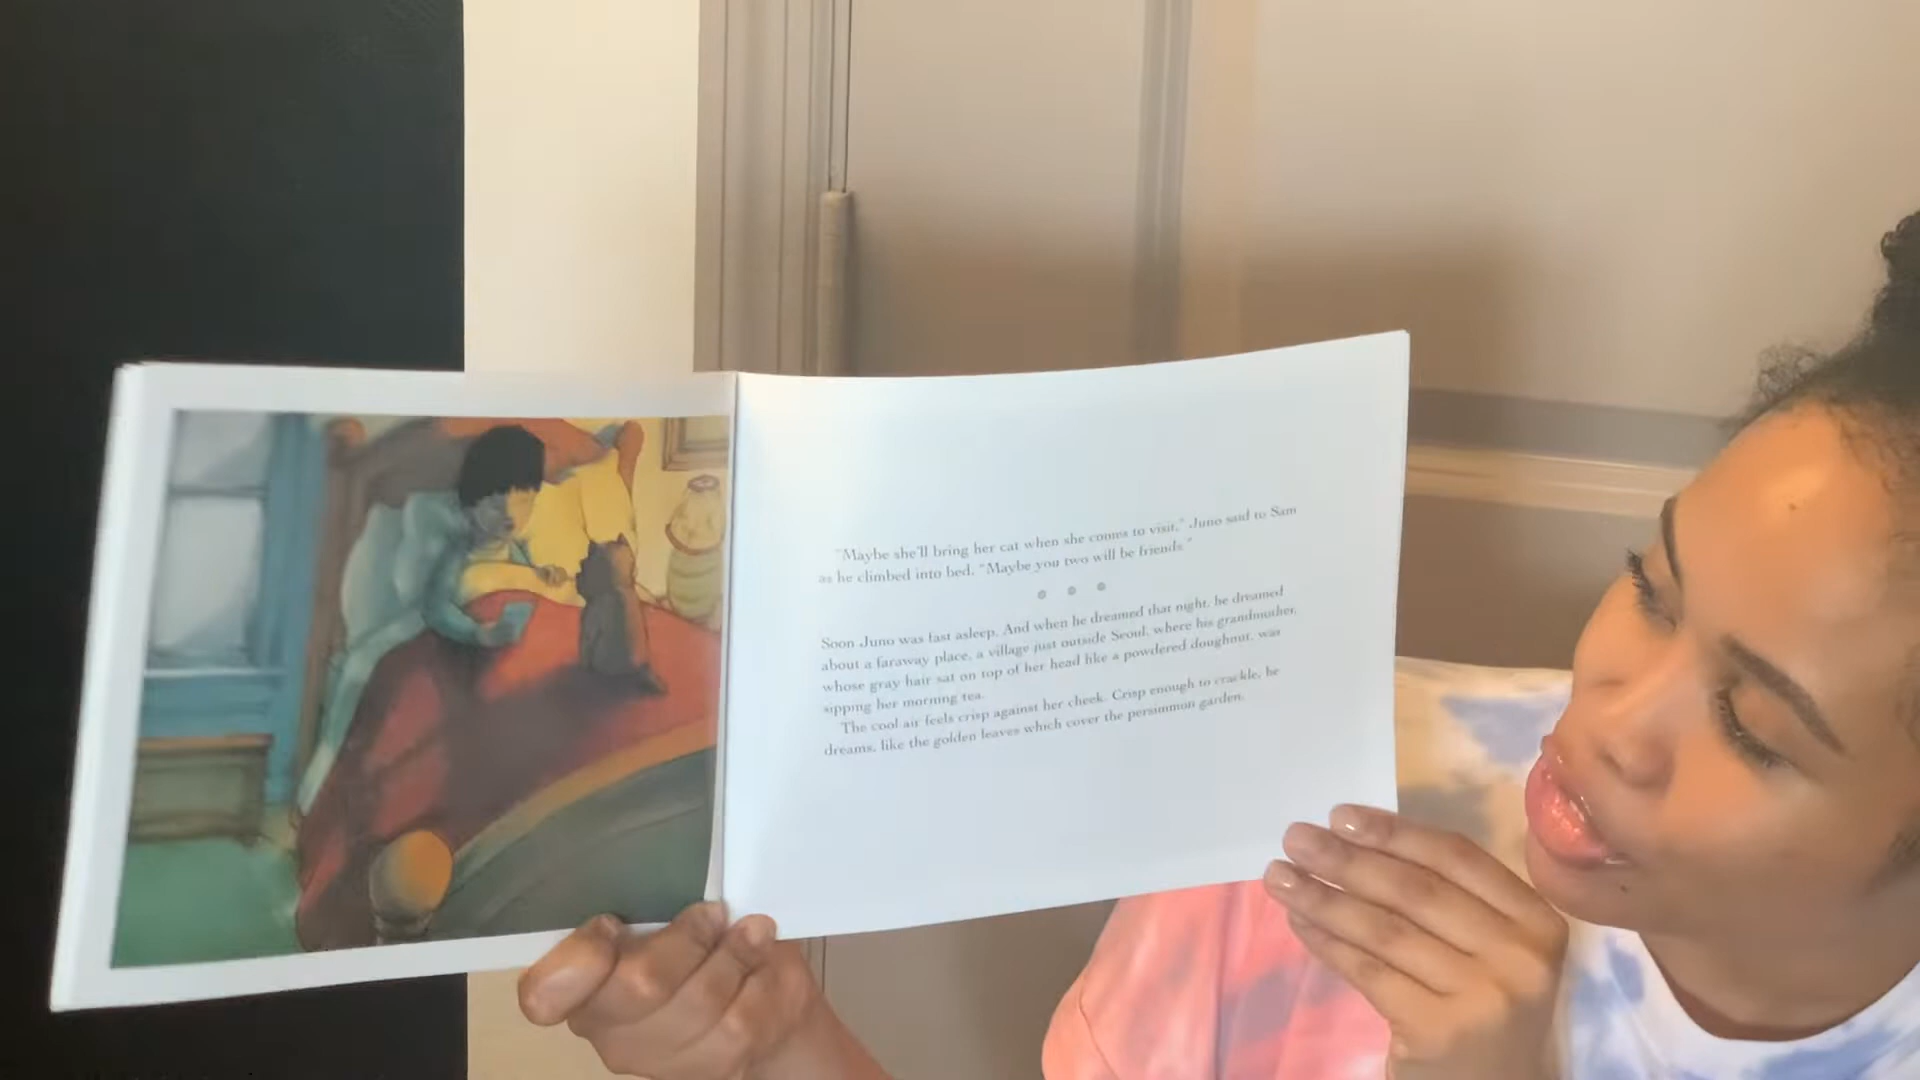 "Maybe she'll bring her cat when she comes to visit," Juno said to Sam
as he climbed into bed. "Maybe you two will be friends."
Soon Juno was fast asleep. And when he dreamed that night, he dreamed
about a faraway place, a village just outside Seoul, where his grandmother,
whose gray hair sat on top of her head like a powdered doughnut, was
sipping her morning tea.
The cool air feels crisp against her cheek. Crisp enough to crackle, he
dreams, like the golden leaves which cover the persimmon garden.